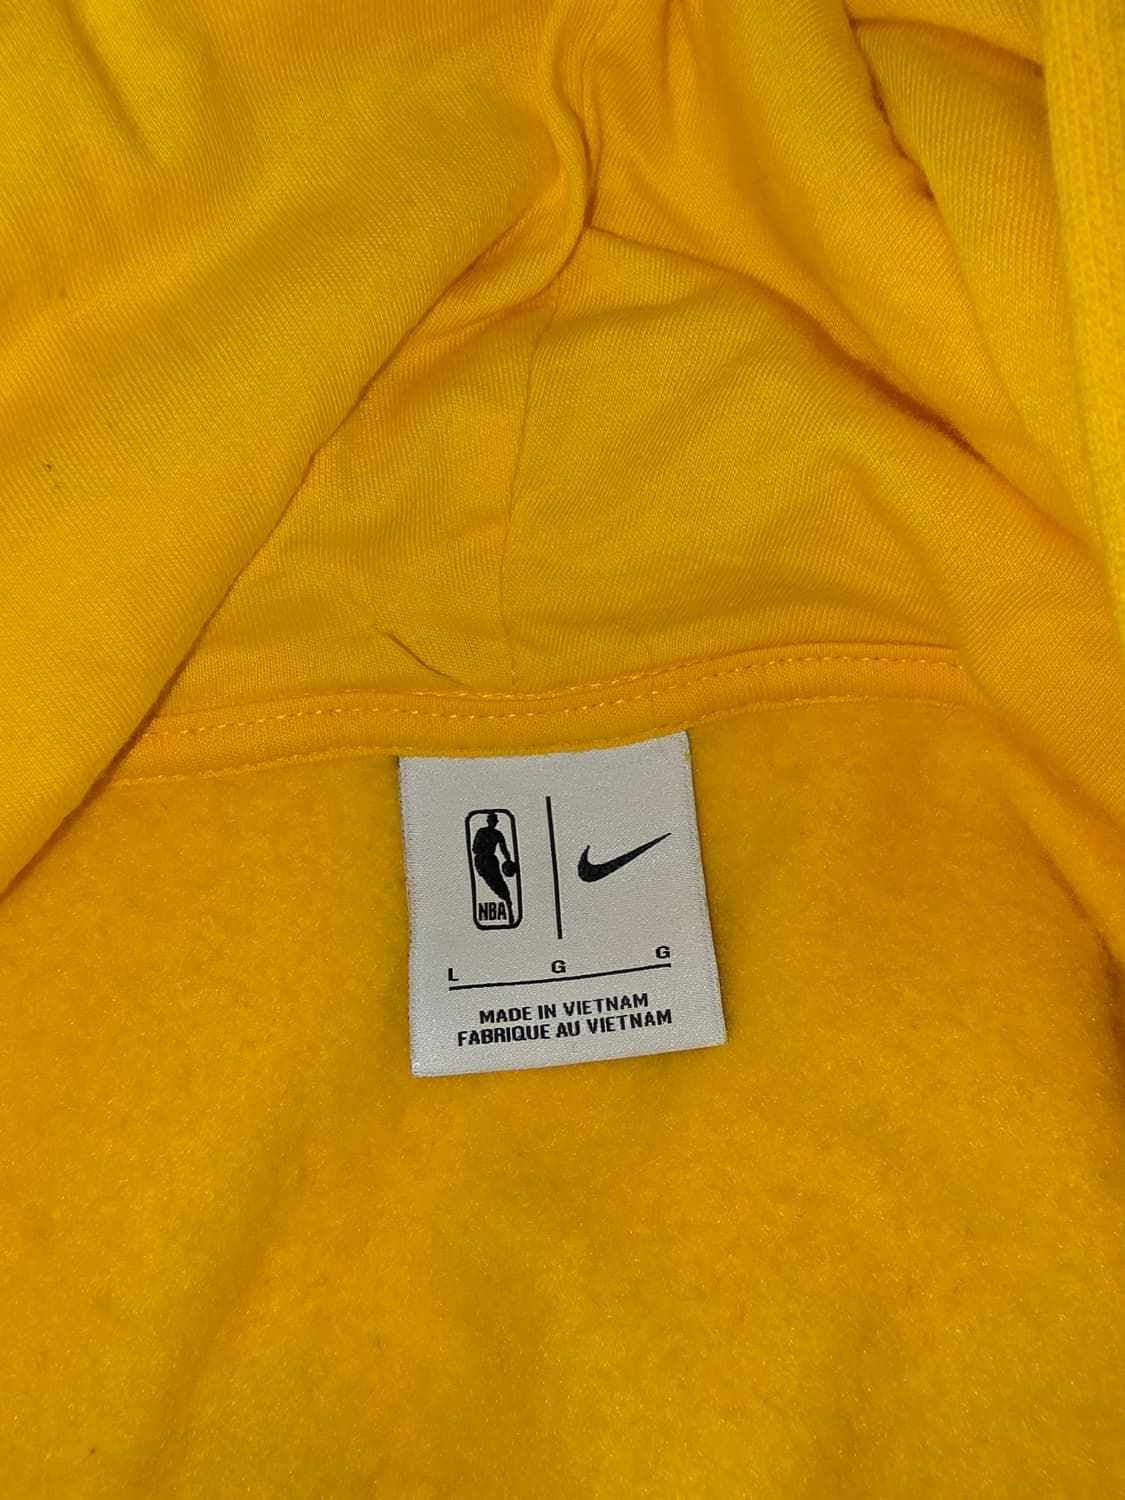 NBA
L G G
MADE IN VIETNAM
FABRIQUE AU VIETNAM